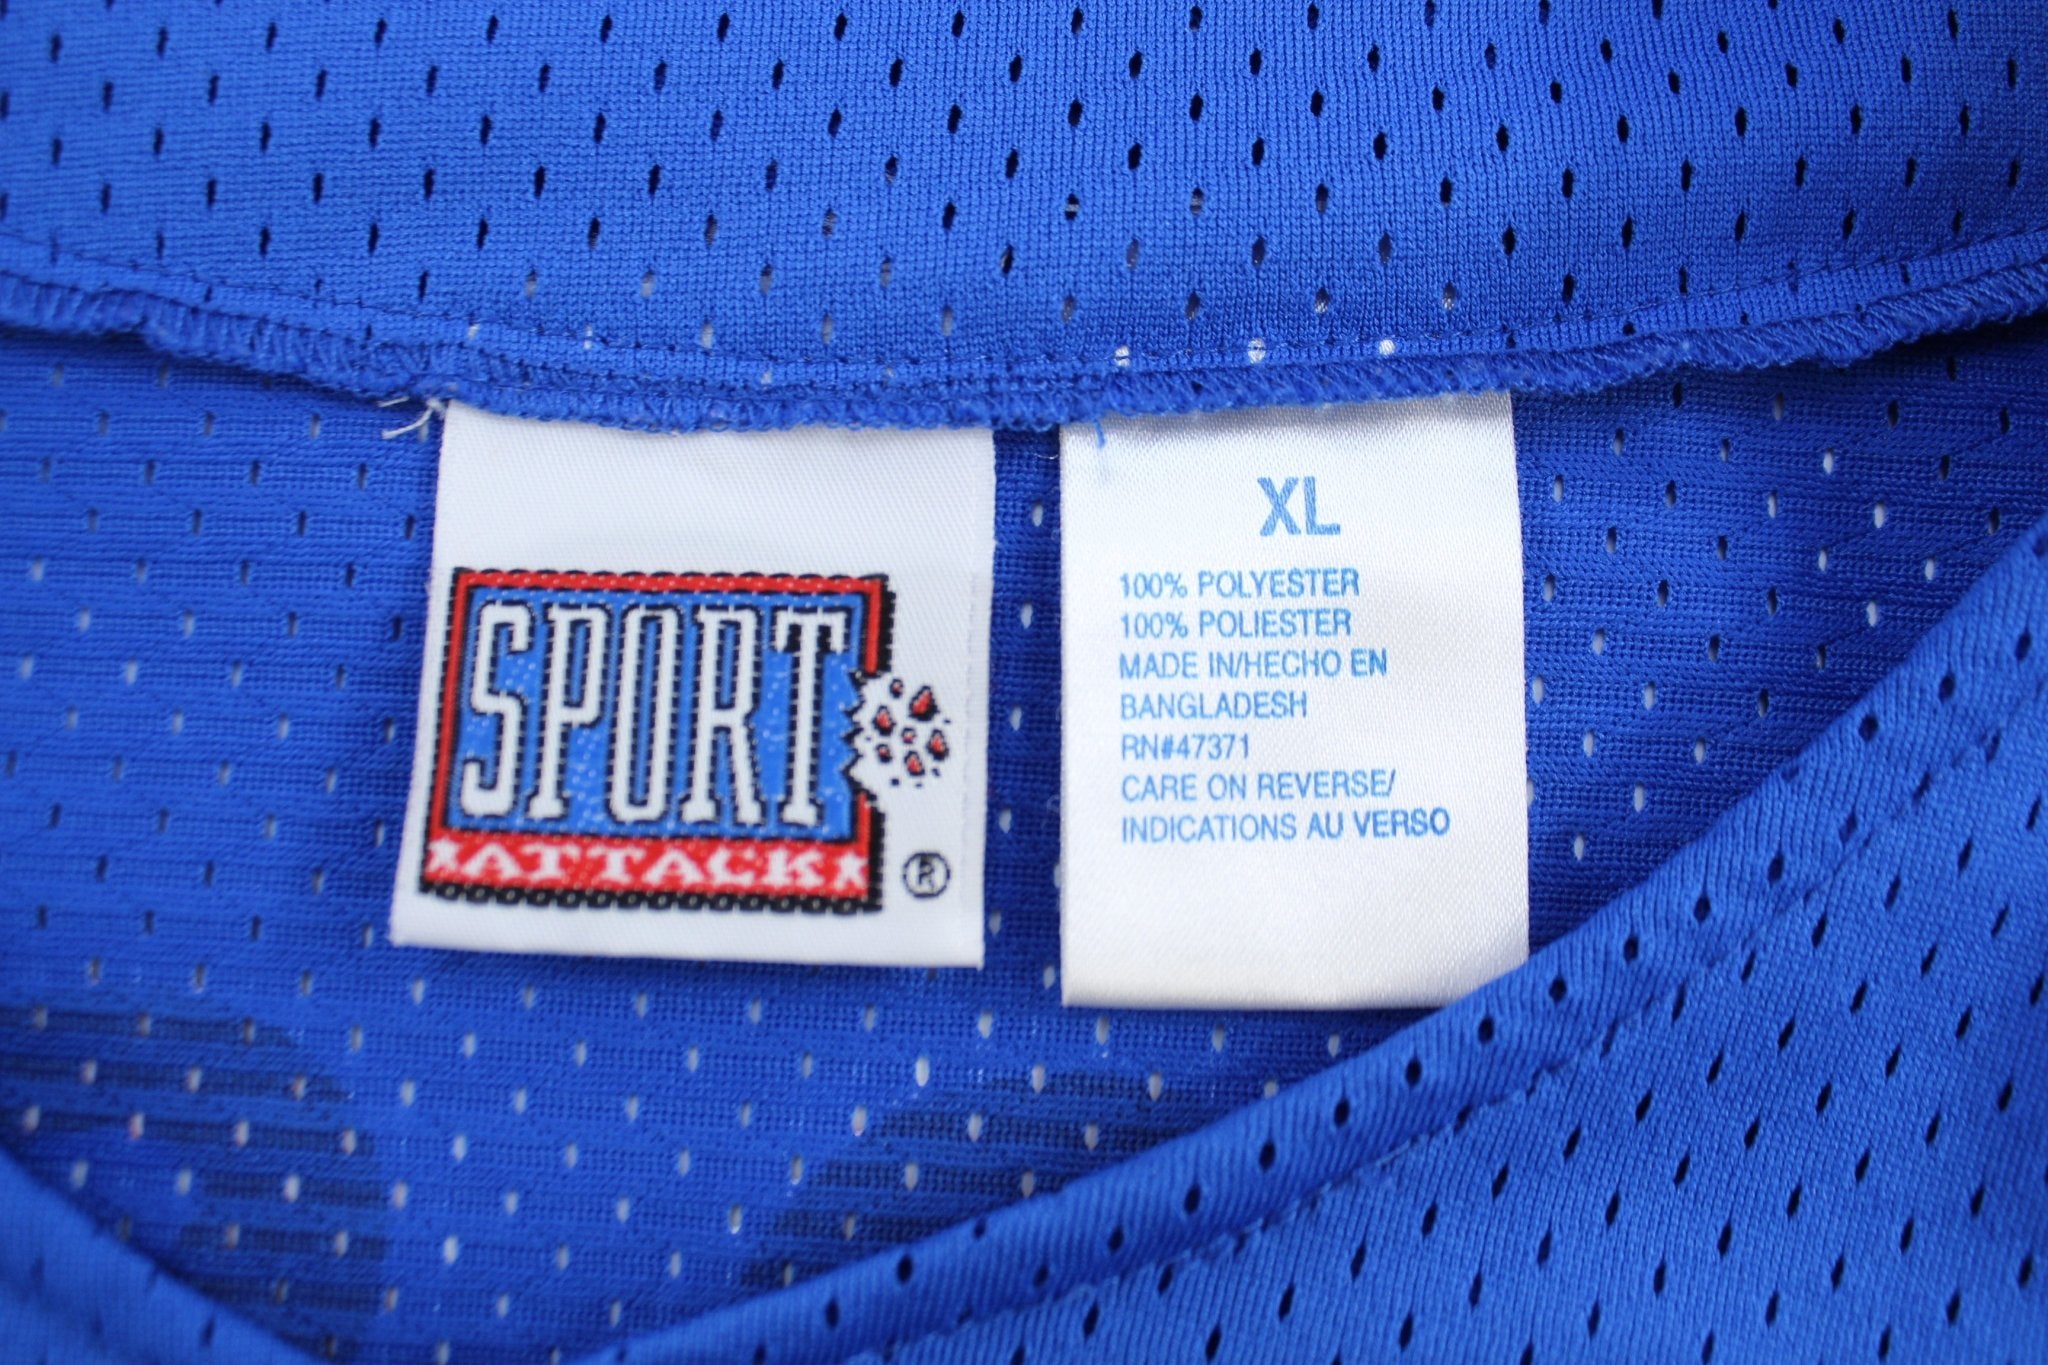 SPORT
ATTACK
®
XL
100% POLYESTER
100% POLIESTER
MADE IN/HECHO EN
BANGLADESH
RN#47371
CARE ON REVERSE/
INDICATIONS AU VERSO